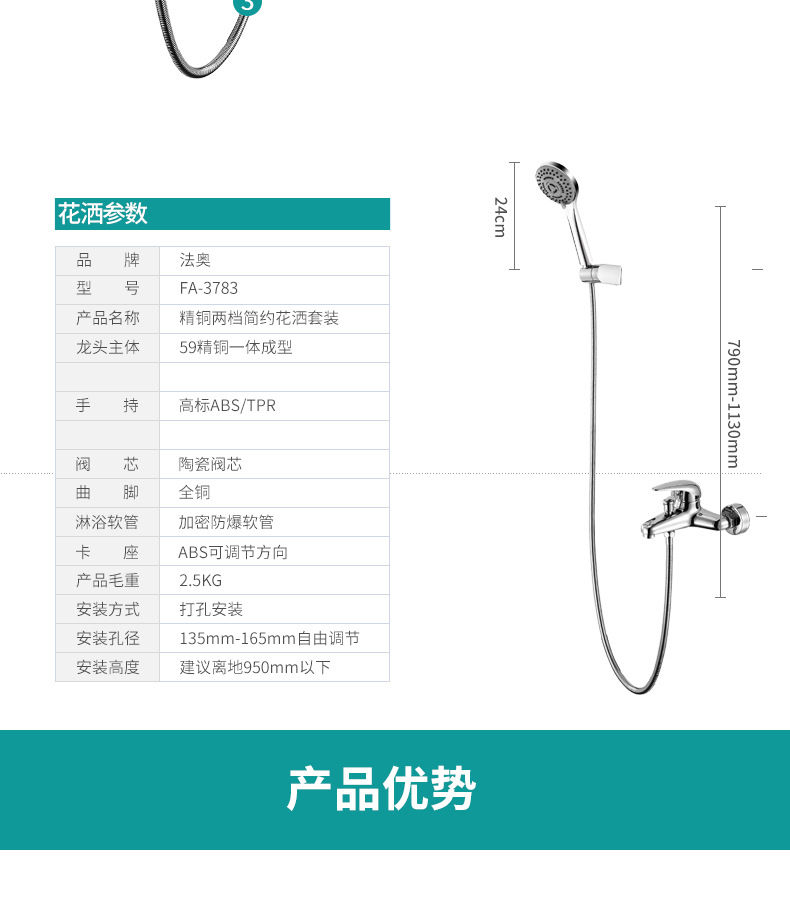 3
花洒参数
品 牌 法奥
型 号 FA-3783
产品名称 精铜两档简约花洒套装
龙头主体 59精铜一体成型
手 持 高标ABS/TPR
阀 芯 陶瓷阀芯
曲 脚 全铜
淋浴软管 加密防爆软管
卡 座 ABS可调节方向
产品毛重 2.5KG
安装方式 打孔安装
安装孔径 135mm-165mm自由调节
安装高度 建议离地950mm以下
24cm
790mm-1130mm
产品优势